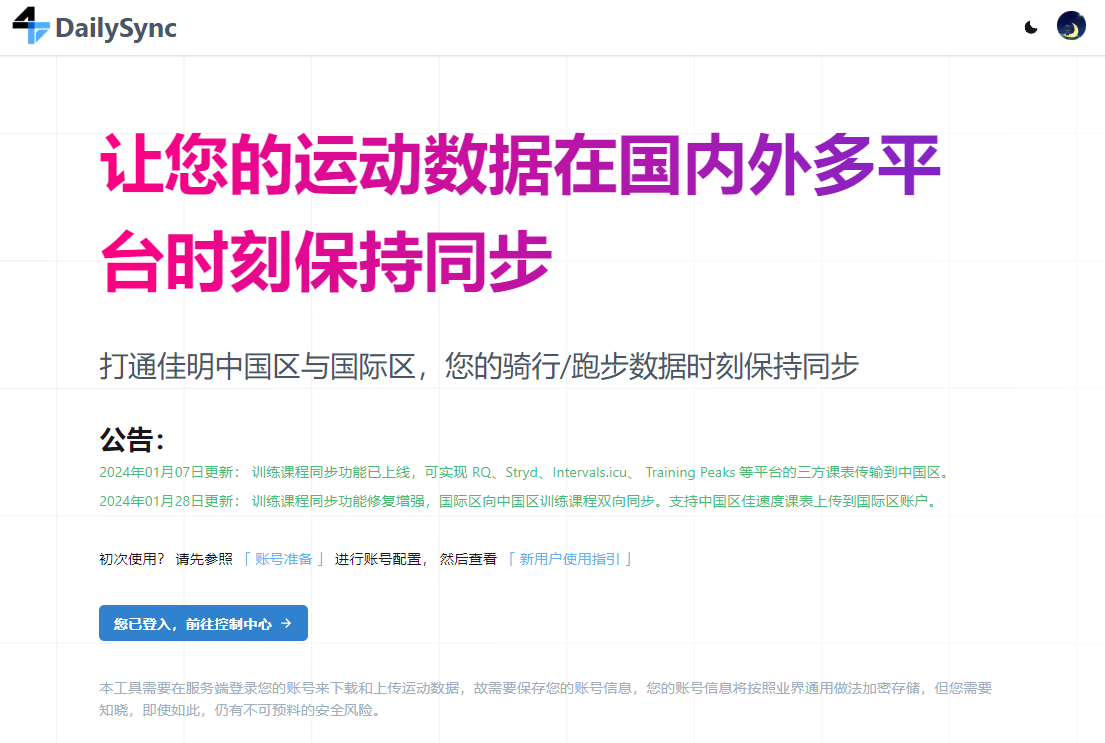 DailySync
让您的运动数据在国内外多平
台时刻保持同步
打通佳明中国区与国际区，您的骑行/跑步数据时刻保持同步
公告：
2024年01月07日更新： 训练课程同步功能已上线，可实现 RQ、Stryd、Intervals.icu、 Training Peaks 等平台的三方课表传输到中国区。
2024年01月28日更新： 训练课程同步功能修复增强，国际区向中国区训练课程双向同步。支持中国区佳速度课表上传到国际区账户。
初次使用？ 请先参照 「 账号准备 」 进行账号配置， 然后查看 「 新用户使用指引 」
您已登入，前往控制中心 →
本工具需要在服务端登录您的账号来下载和上传运动数据，故需要保存您的账号信息，您的账号信息将按照业界通用做法加密存储，但您需要
知晓，即使如此，仍有不可预料的安全风险。